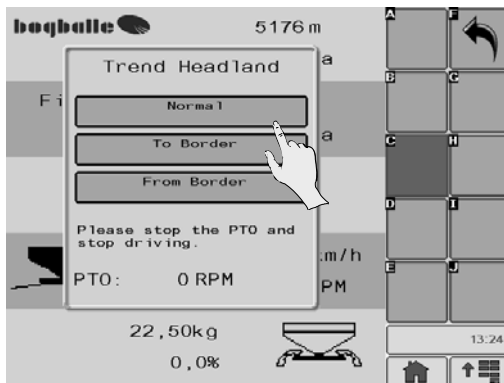 bogballe
5176 m
a
Trend Headland
Fi
Normal
To Border
a
From Border
Please stop the PTO and
stop driving.
m/h
PTO: 0 RPM
PM
22,50kg
0,0%
A
F
B
G
C
H
D
I
E
J
13:24